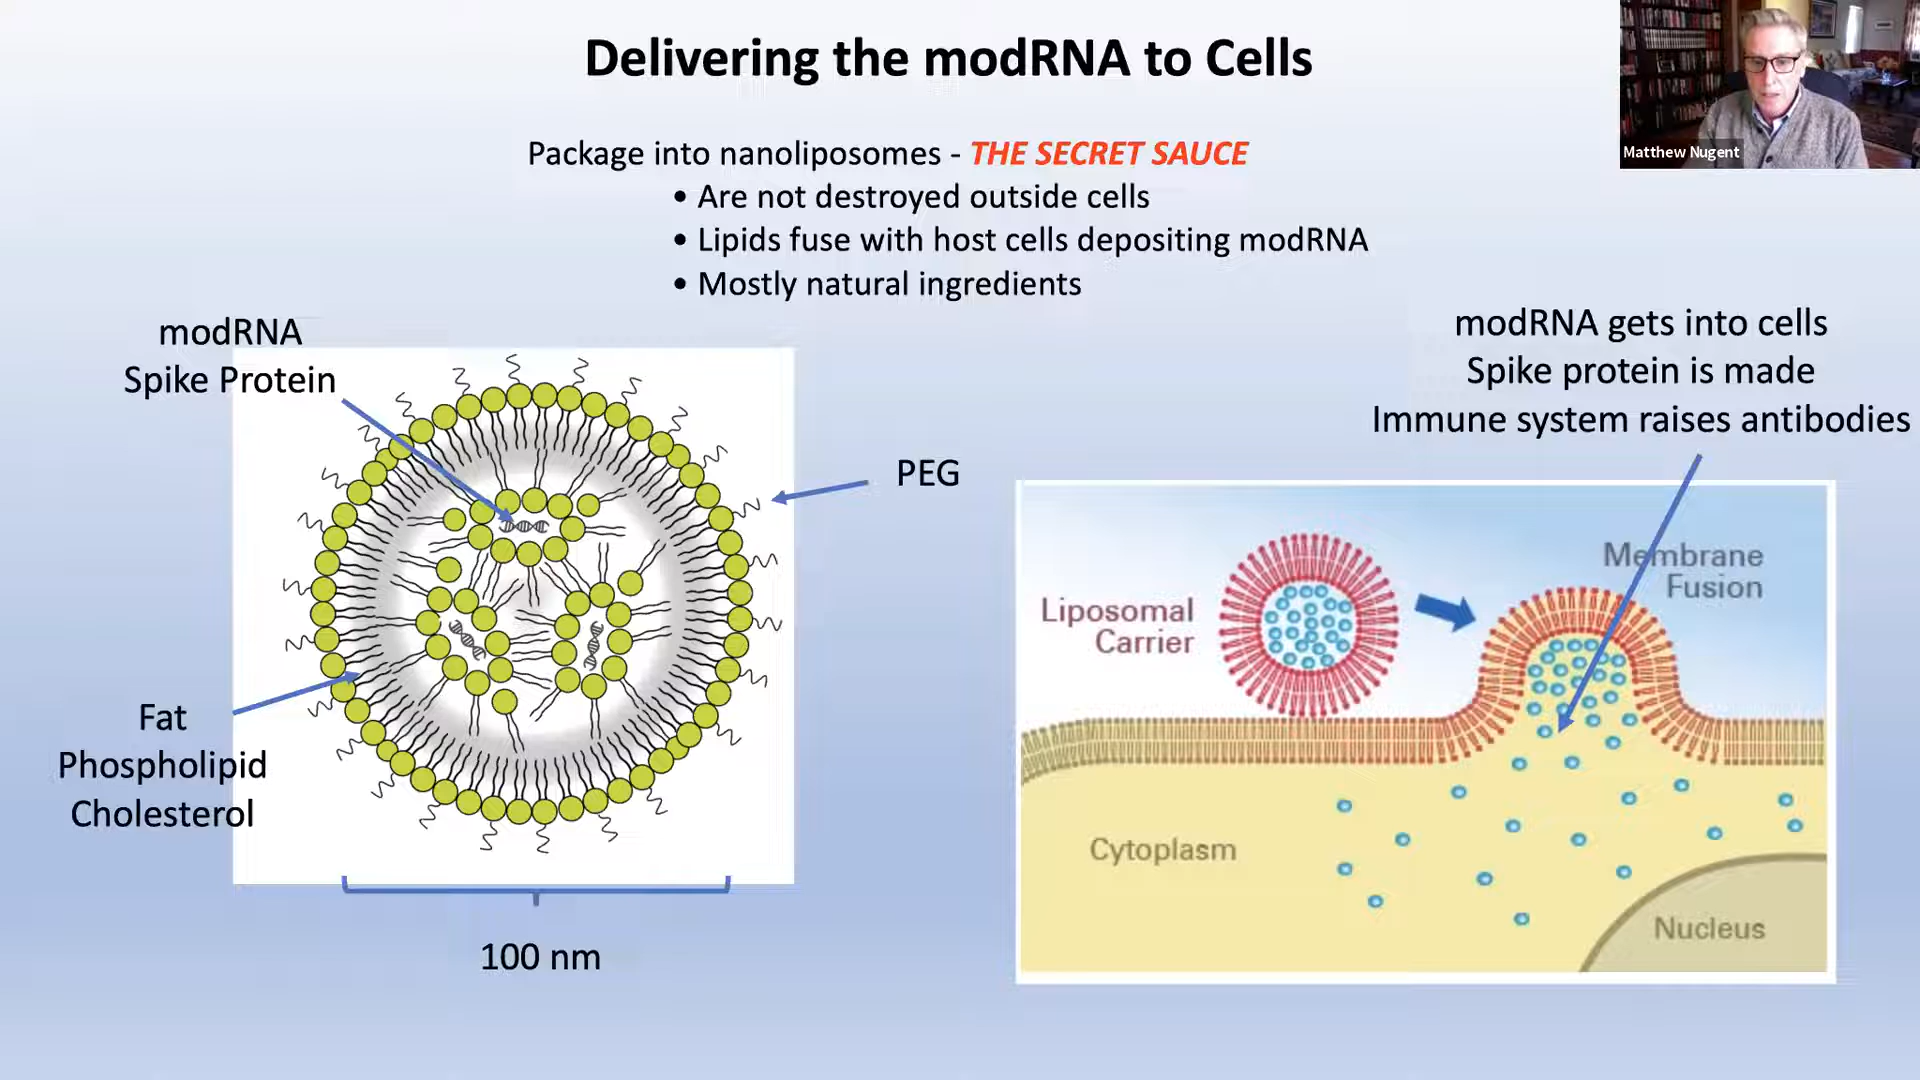 Delivering the modRNA to Cells
Matthew Nugent
Package into nanoliposomes - THE SECRET SAUCE
• Are not destroyed outside cells
• Lipids fuse with host cells depositing modRNA
• Mostly natural ingredients
modRNA
Spike Protein
PEG
Fat
Phospholipid
Cholesterol
100 nm
modRNA gets into cells
Spike protein is made
Immune system raises antibodies
Liposomal
Carrier
Membrane
Fusion
Cytoplasm
Nucleus